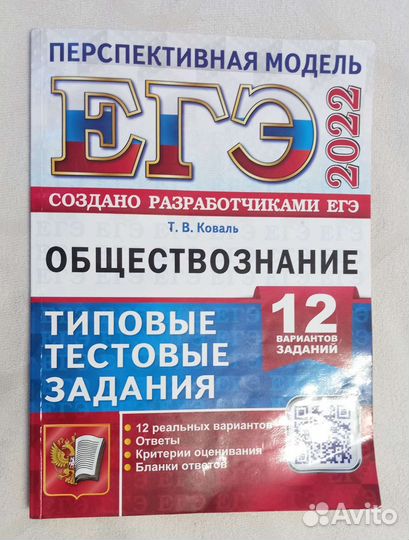 ПЕРСПЕКТИВНАЯ МОДЕЛЬ
ЕГЭ
2022
СОЗДАНО РАЗРАБОТЧИКАМИ ЕГЭ
Т. В. Коваль
ОБЩЕСТВОЗНАНИЕ
ТИПОВЫЕ
ТЕСТОВЫЕ
ЗАДАНИЯ
12
ВАРИАНТОВ
ЗАДАНИЙ
• 12 реальных вариантов
• Ответы
• Критерии оценивания
• Бланки ответов
Avito